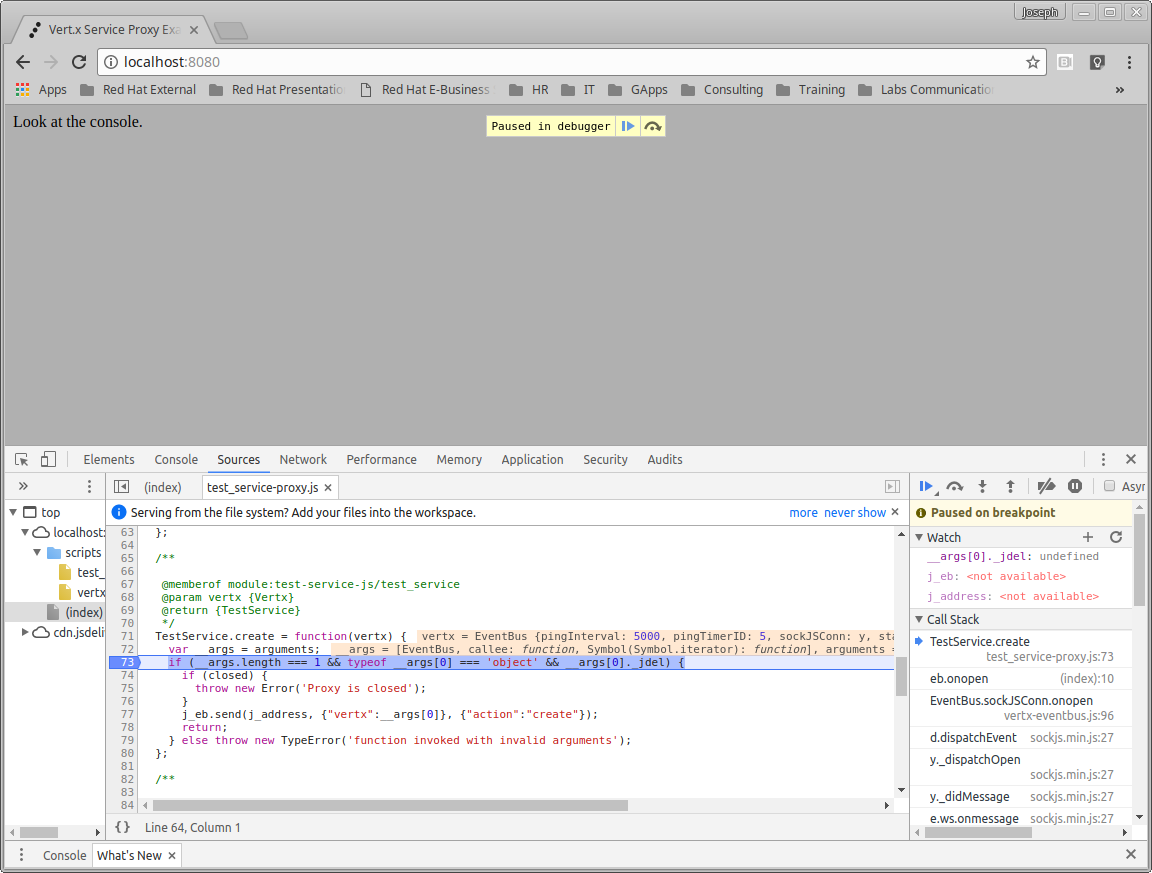 Joseph
Vert.x Service Proxy Exa
localhost:8080
Apps Red Hat External Red Hat Presentatio Red Hat E-Business HR IT GApps Consulting Training Labs Communicatio »
Look at the console.
Paused in debugger
Elements Console Sources Network Performance Memory Application Security Audits
» (index) test_service-proxy.js × Asyn
top
localhost:
scripts
test_
vertx
(index)
cdn.jsdeli
Serving from the file system? Add your files into the workspace. more never show ×
63 };
64
65 /**
66
67 @memberof module:test-service-js/test_service
68 @param vertx {Vertx}
69 @return {TestService}
70 */
71 TestService.create = function(vertx) { vertx = EventBus {pingInterval: 5000, pingTimerID: 5, sockJSConn: y, sta
72 var __args = arguments; __args = [EventBus, callee: function, Symbol(Symbol.iterator): function], arguments =
73 if (__args.length === 1 && typeof __args[0] === 'object' && __args[0]._jdel) {
74 if (closed) {
75 throw new Error('Proxy is closed');
76 }
77 j_eb.send(j_address, {"vertx":__args[0]}, {"action":"create"});
78 return;
79 } else throw new TypeError('function invoked with invalid arguments');
80 };
81
82 /**
83
84
{} Line 64, Column 1
Paused on breakpoint
Watch
__args[0]._jdel: undefined
j_eb: <not available>
j_address: <not available>
Call Stack
TestService.create
test_service-proxy.js:73
eb.onopen (index):10
EventBus.sockJSConn.onopen
vertx-eventbus.js:96
d.dispatchEvent sockjs.min.js:27
y._dispatchOpen
sockjs.min.js:27
y._didMessage sockjs.min.js:27
e.ws.onmessage sockjs.min.js:27
Console What's New ×